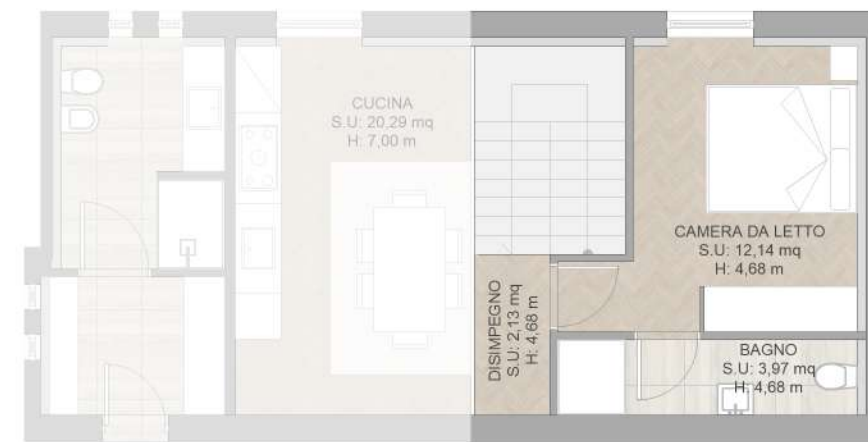 CUCINA
S.U: 20,29 mq
H: 7,00 m
CAMERA DA LETTO
S.U: 12,14 mq
H: 4,68 m
DISIMPEGNO
S.U: 2,13 mq
H: 4,68 m
BAGNO
S.U: 3,97 mq
H: 4,68 m